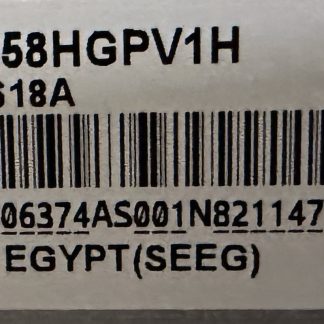 58HGPV1H
618A
06374AS001N821147
EGYPT(SEEG)